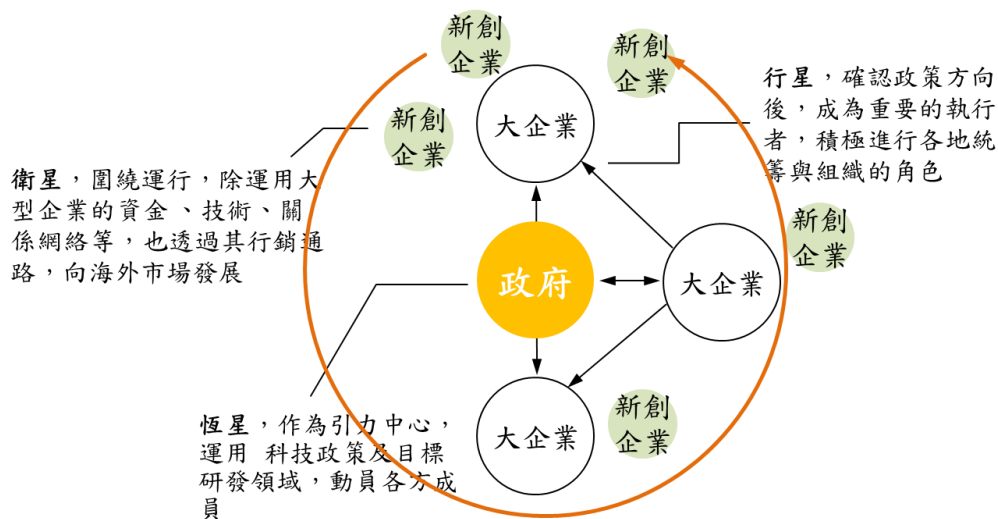 新創
企業
新創
企業
大企業
行星，確認政策方向
後，成為重要的執行
者，積極進行各地統
籌與組織的角色
新創
企業
衛星，圍繞運行，除運用大
型企業的資金、技術、關
係網絡等，也透過其行銷通
路，向海外市場發展
新創
企業
政府
大企業
恆星，作為引力中心，
運用 科技政策及目標
研發領域，動員各方成
員
大企業
新創
企業